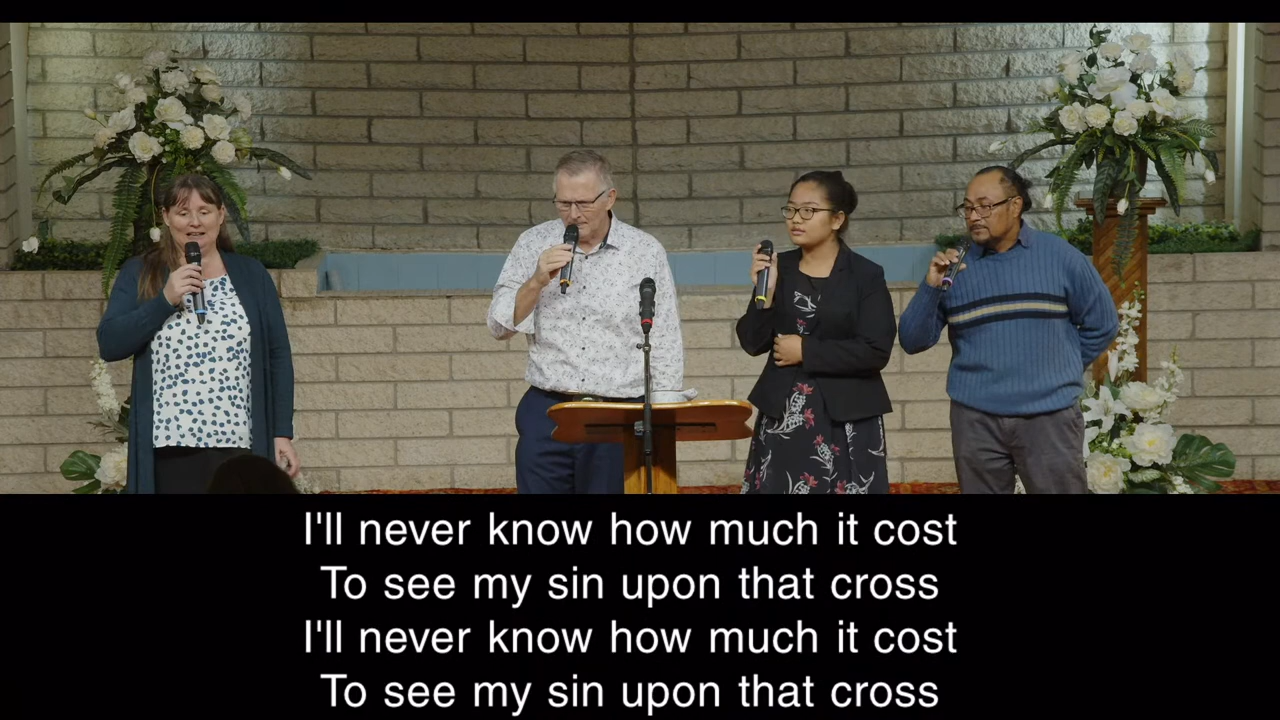 I'll never know how much it cost
To see my sin upon that cross
I'll never know how much it cost
To see my sin upon that cross